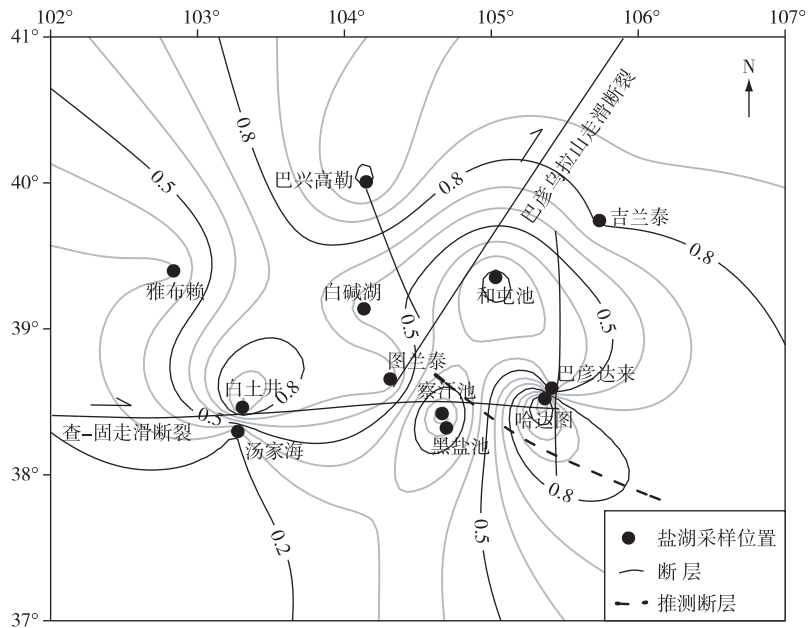 102° 103° 104° 105° 106° 107°
41°
N
0.8
巴彦乌拉山走滑断裂
40°
0.5
巴兴高勒
0.8
吉兰泰
0.8
雅布赖
白碱湖
和屯池
39°
0.5
0.5
图兰泰
巴彦达来
白土井
0.8
察汗池
0.5
哈达图
查-固走滑断裂
汤家海
黑盐池
38°
0.8
0.2
0.5
盐湖采样位置
断层
推测断层
37°